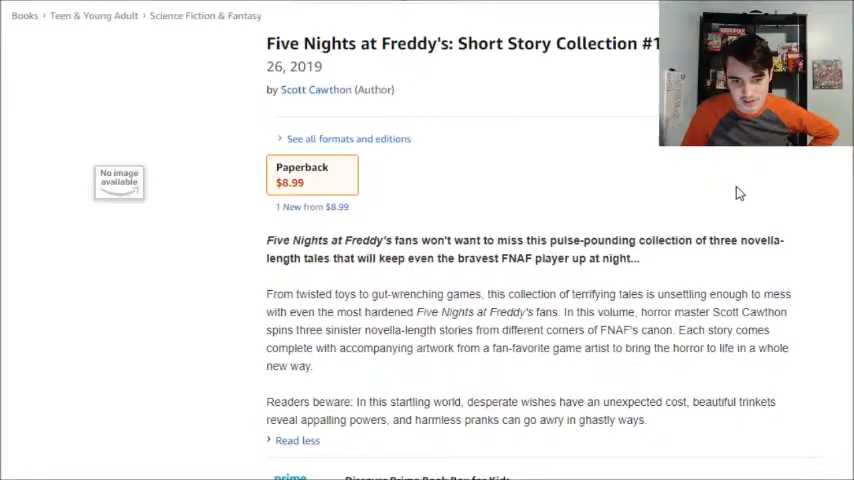 Books › Teen & Young Adult › Science Fiction & Fantasy
Five Nights at Freddy's: Short Story Collection #1
26, 2019
by Scott Cawthon (Author)
› See all formats and editions
Paperback
$8.99
1 New from $8.99
No image
available
Five Nights at Freddy's fans won't want to miss this pulse-pounding collection of three novella-
length tales that will keep even the bravest FNAF player up at night...
From twisted toys to gut-wrenching games, this collection of terrifying tales is unsettling enough to mess
with even the most hardened Five Nights at Freddy's fans. In this volume, horror master Scott Cawthon
spins three sinister novella-length stories from different corners of FNAF's canon. Each story comes
complete with accompanying artwork from a fan-favorite game artist to bring the horror to life in a whole
new way.
Readers beware: In this startling world, desperate wishes have an unexpected cost, beautiful trinkets
reveal appalling powers, and harmless pranks can go awry in ghastly ways.
› Read less
prime
Discover Prime Book Box for Kids